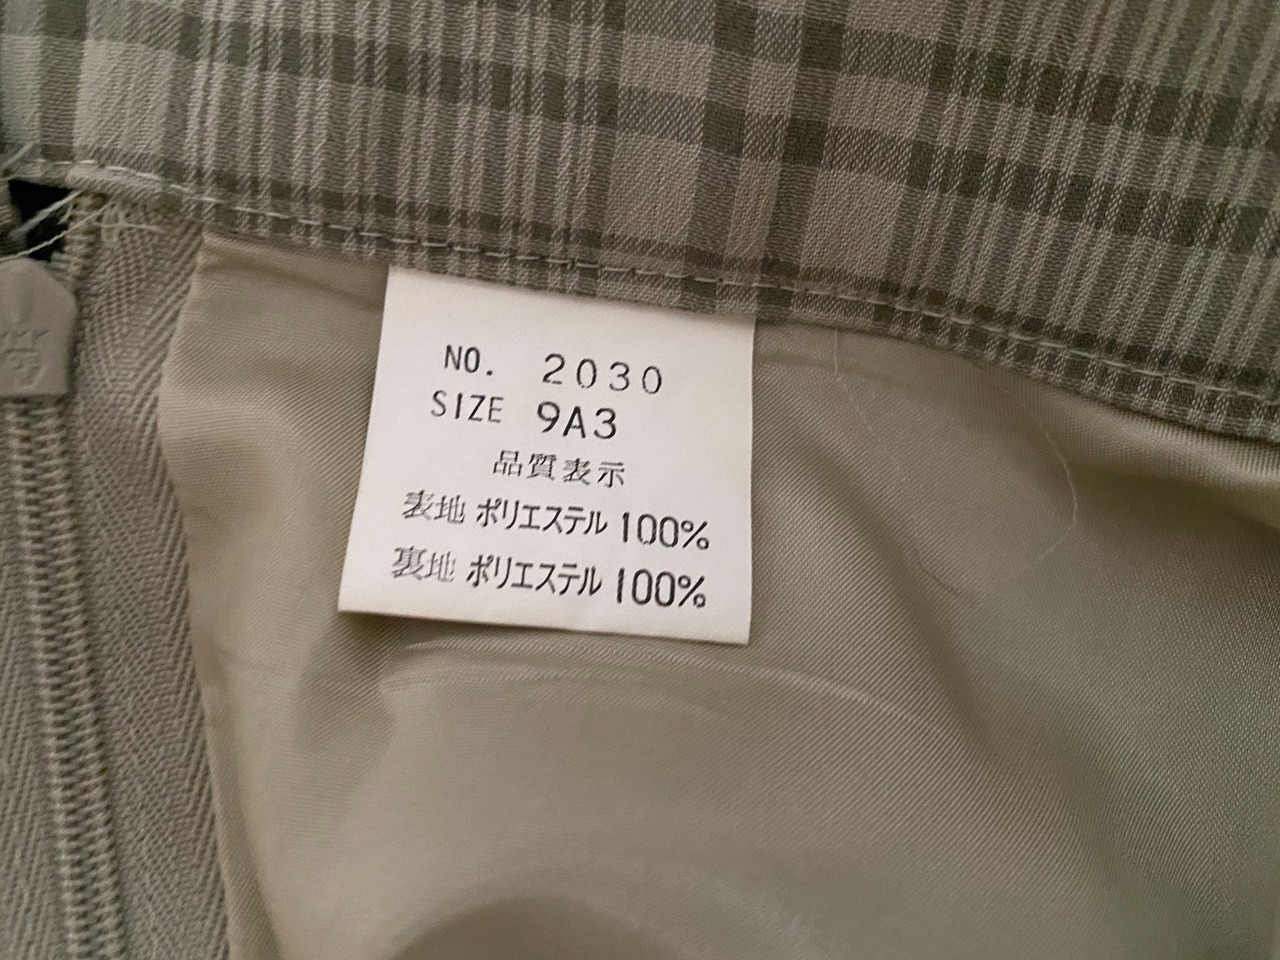 NO. 2030
SIZE 9A3
品質表示
表地 ポリエステル 100%
裏地 ポリエステル 100%